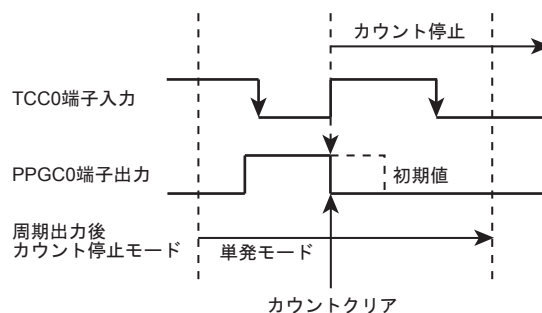 カウント停止
TCC0端子入力
PPGC0端子出力
初期値
周期出力後
カウント停止モード
単発モード
カウントクリア